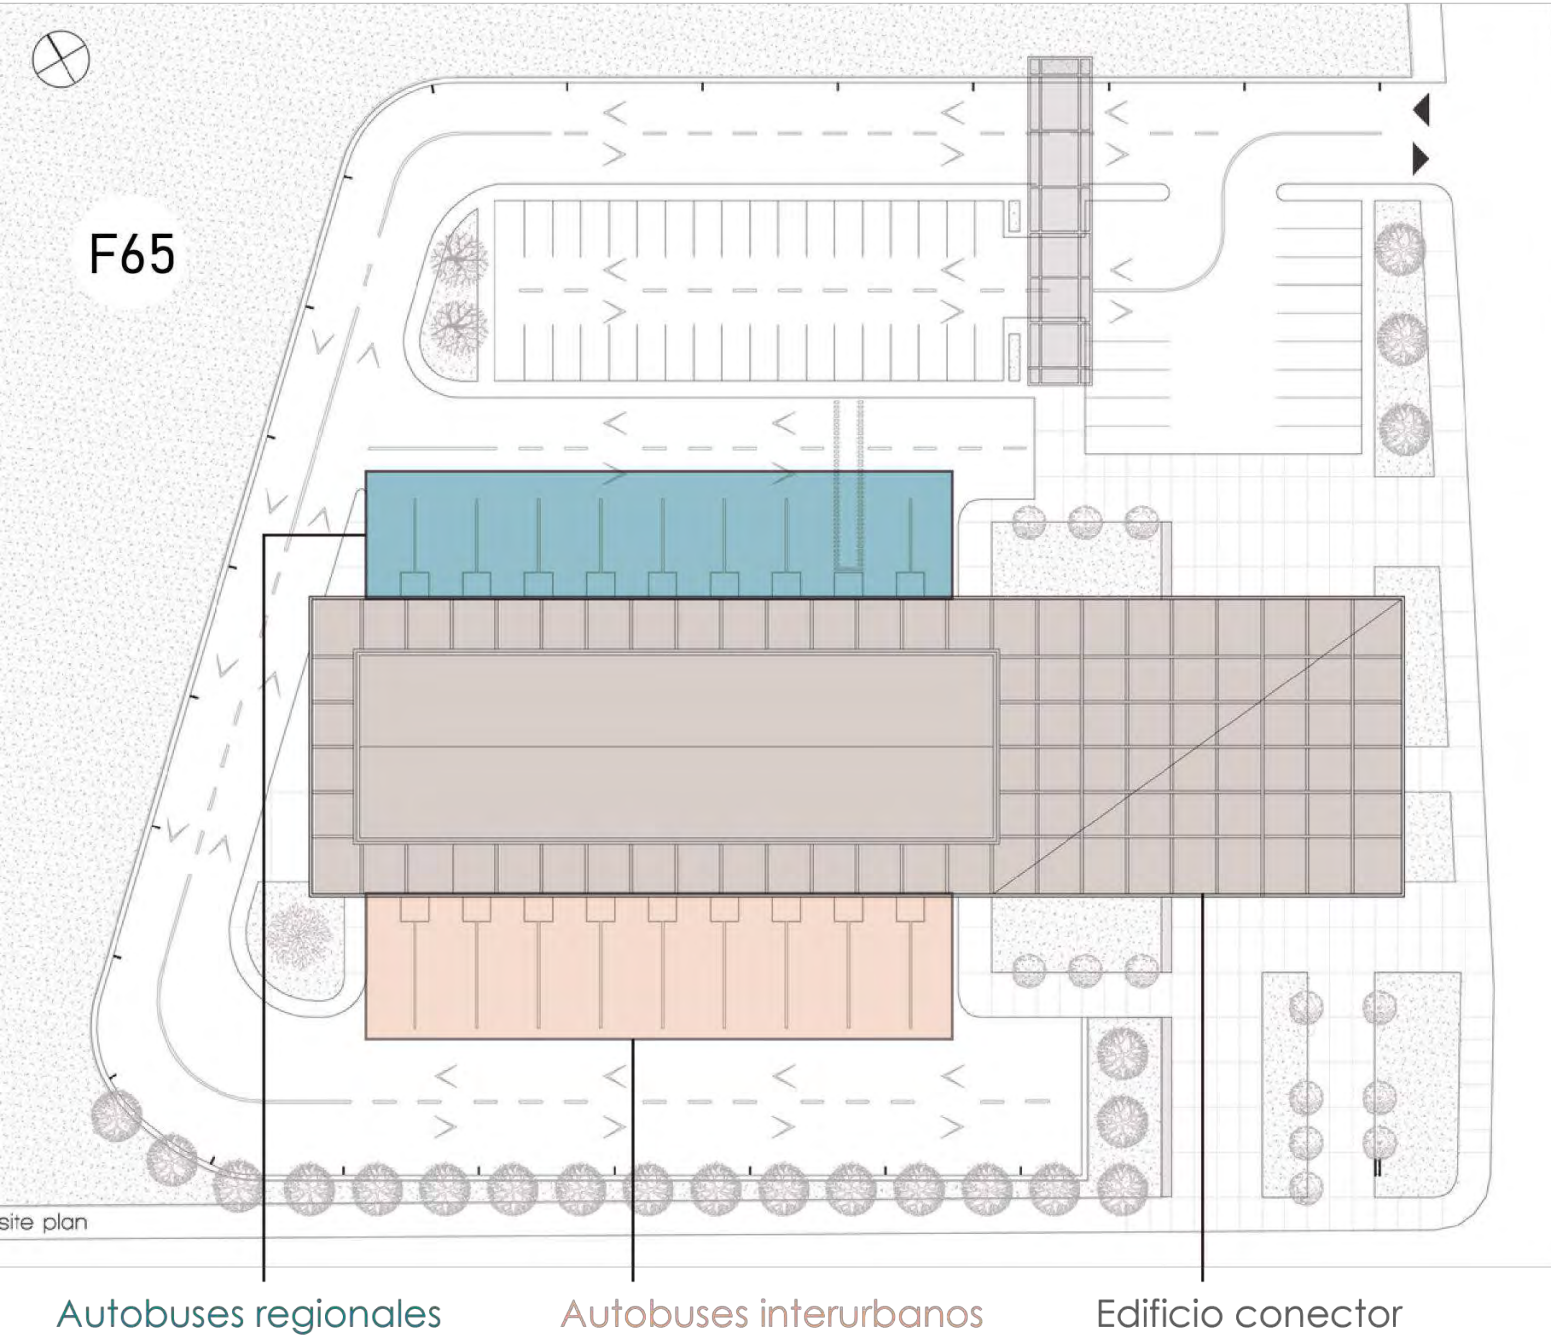 F65
site plan
Autobuses regionales
Autobuses interurbanos
Edificio conector